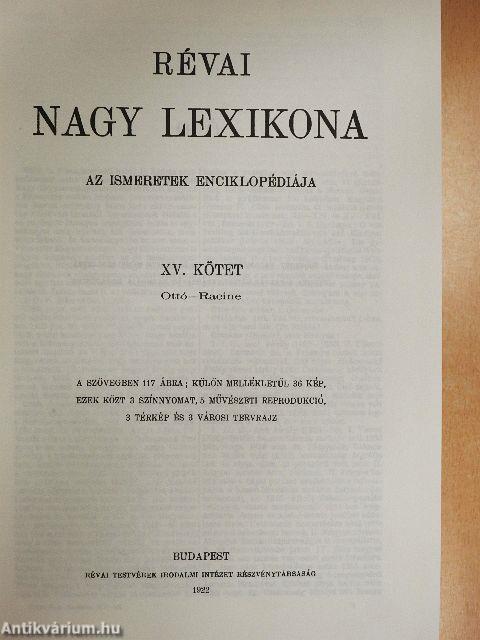 RÉVAI
NAGY LEXIKONA
AZ ISMERETEK ENCIKLOPÉDIÁJA
XV. KÖTET
Ottó—Racine
A SZÖVEGBEN 117 ÁBRA; KÜLÖN MELLÉKLETÜL 36 KÉP,
EZEK KÖZT 3 SZÍNNYOMAT, 5 MŰVÉSZETI REPRODUKCIÓ,
3 TÉRKÉP ÉS 3 VÁROSI TERVRAJZ
BUDAPEST
RÉVAI TESTVÉREK IRODALMI INTÉZET RÉSZVÉNYTÁRSASÁG
1922
Antikvárium.hu